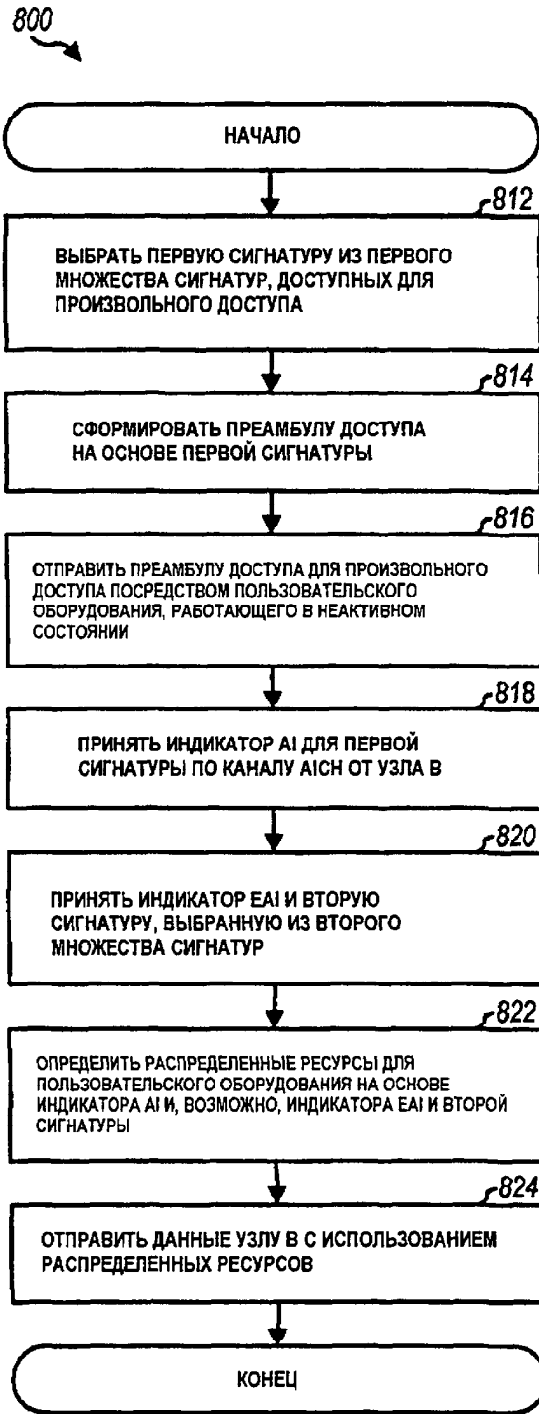 800
НАЧАЛО
812
ВЫБРАТЬ ПЕРВУЮ СИГНАТУРУ ИЗ ПЕРВОГО
МНОЖЕСТВА СИГНАТУР, ДОСТУПНЫХ ДЛЯ
ПРОИЗВОЛЬНОГО ДОСТУПА
814
СФОРМИРОВАТЬ ПРЕАМБУЛУ ДОСТУПА
НА ОСНОВЕ ПЕРВОЙ СИГНАТУРЫ
816
ОТПРАВИТЬ ПРЕАМБУЛУ ДОСТУПА ДЛЯ ПРОИЗВОЛЬНОГО
ДОСТУПА ПОСРЕДСТВОМ ПОЛЬЗОВАТЕЛЬСКОГО
ОБОРУДОВАНИЯ, РАБОТАЮЩЕГО В НЕАКТИВНОМ
СОСТОЯНИИ
818
ПРИНЯТЬ ИНДИКАТОР AI ДЛЯ ПЕРВОЙ
СИГНАТУРЫ ПО КАНАЛУ AICH ОТ УЗЛА В
820
ПРИНЯТЬ ИНДИКАТОР EAI И ВТОРУЮ
СИГНАТУРУ, ВЫБРАННУЮ ИЗ ВТОРОГО
МНОЖЕСТВА СИГНАТУР
822
ОПРЕДЕЛИТЬ РАСПРЕДЕЛЕННЫЕ РЕСУРСЫ ДЛЯ
ПОЛЬЗОВАТЕЛЬСКОГО ОБОРУДОВАНИЯ НА ОСНОВЕ
ИНДИКАТОРА AI И, ВОЗМОЖНО, ИНДИКАТОРА EAI И ВТОРОЙ
СИГНАТУРЫ
824
ОТПРАВИТЬ ДАННЫЕ УЗЛУ В С ИСПОЛЬЗОВАНИЕМ
РАСПРЕДЕЛЕННЫХ РЕСУРСОВ
КОНЕЦ